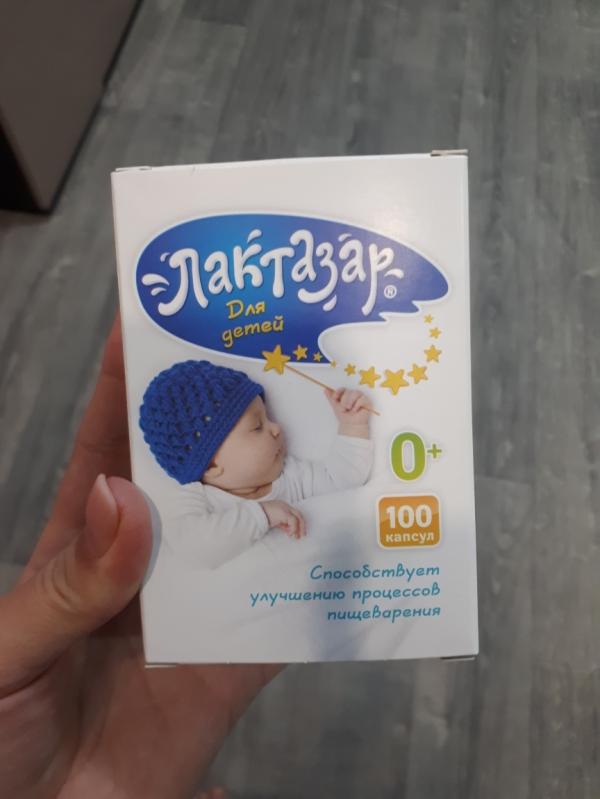 Лактазар®
Для
детей
0+
100
капсул
Способствует
улучшению процессов
пищеварения